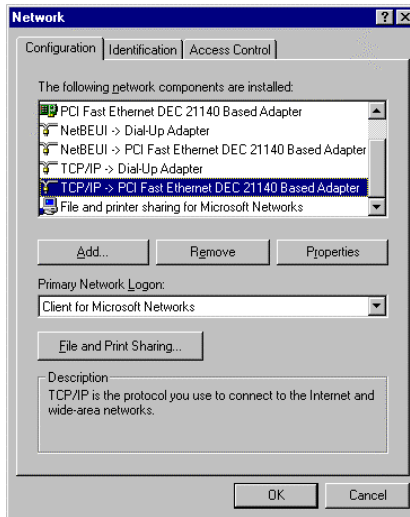 Network
Configuration Identification Access Control
The following network components are installed:
PCI Fast Ethernet DEC 21140 Based Adapter
NetBEUI -> Dial-Up Adapter
NetBEUI -> PCI Fast Ethernet DEC 21140 Based Adapter
TCP/IP -> Dial-Up Adapter
TCP/IP -> PCI Fast Ethernet DEC 21140 Based Adapter
File and printer sharing for Microsoft Networks
Add... Remove Properties
Primary Network Logon:
Client for Microsoft Networks
File and Print Sharing...
Description
TCP/IP is the protocol you use to connect to the Internet and
wide-area networks.
OK Cancel